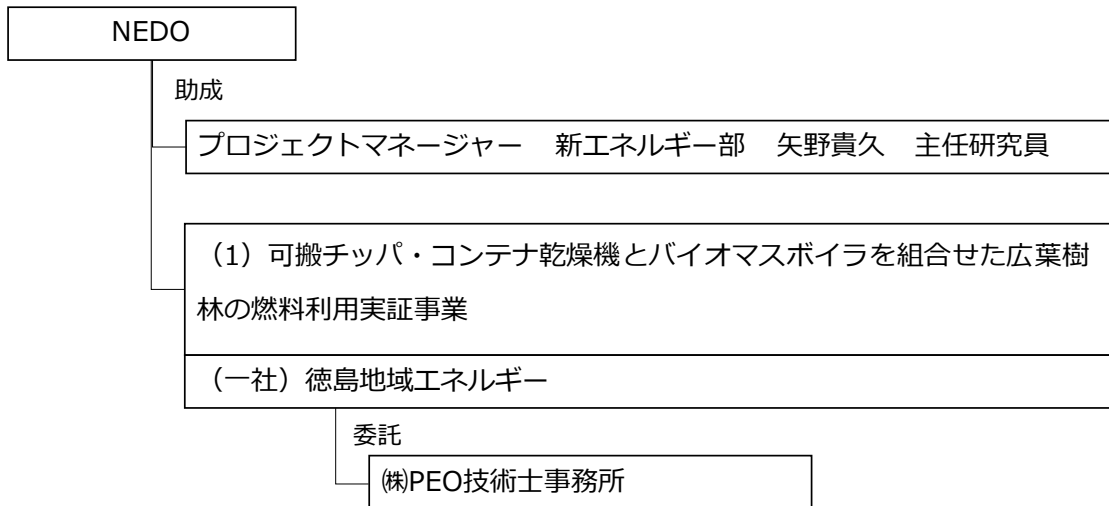 NEDO
助成
プロジェクトマネージャー　新エネルギー部　矢野貴久　主任研究員
（1）可搬チッパ・コンテナ乾燥機とバイオマスボイラを組合せた広葉樹
林の燃料利用実証事業
（一社）徳島地域エネルギー
委託
㈱PEO技術士事務所